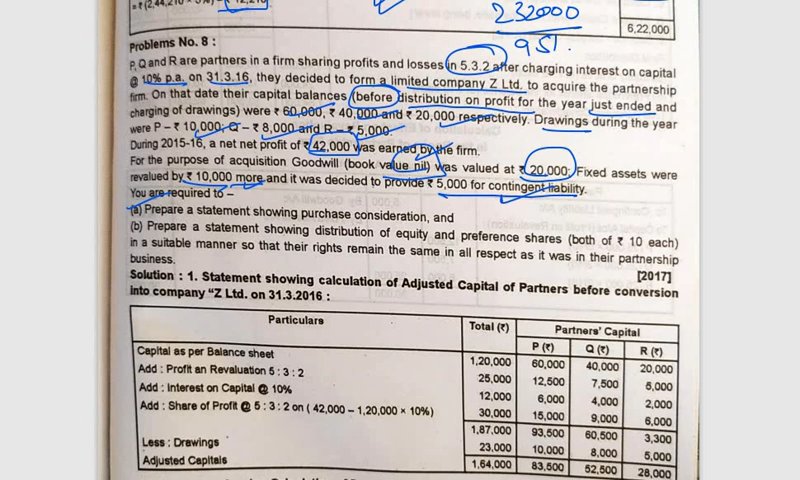 = ₹(2,44,210 × 5%)
12,210
232000
951.
6,22,000
Problems No. 8 :
P, Q and R are partners in a firm sharing profits and losses in 5.3.2 after charging interest on capital
@ 10% p.a. on 31.3.16, they decided to form a limited company Z Ltd. to acquire the partnership
firm. On that date their capital balances (before distribution on profit for the year just ended and
charging of drawings) were ₹ 60,000, ₹ 40,000 and ₹ 20,000 respectively. Drawings during the year
were P – ₹ 10,000, Q – ₹ 8,000 and R – ₹ 5,000.
During 2015-16, a net net profit of ₹ 42,000 was earned by the firm.
For the purpose of acquisition Goodwill (book value nil) was valued at ₹ 20,000; Fixed assets were
revalued by ₹ 10,000 more and it was decided to provide ₹ 5,000 for contingent liability.
You are required to –
(a) Prepare a statement showing purchase consideration, and
(b) Prepare a statement showing distribution of equity and preference shares (both of ₹ 10 each)
in a suitable manner so that their rights remain the same in all respect as it was in their partnership
business. [2017]
Solution : 1. Statement showing calculation of Adjusted Capital of Partners before conversion
into company "Z Ltd. on 31.3.2016 :
Particulars Total (₹) Partners' Capital
P (₹) Q (₹) R (₹)
Capital as per Balance sheet 1,20,000 60,000 40,000 20,000
Add : Profit an Revaluation 5 : 3 : 2 25,000 12,500 7,500 5,000
Add : Interest on Capital @ 10% 12,000 6,000 4,000 2,000
Add : Share of Profit @ 5 : 3 : 2 on ( 42,000 – 1,20,000 × 10%) 30,000 15,000 9,000 6,000
1,87,000 93,500 60,500 3,300
Less : Drawings 23,000 10,000 8,000 5,000
Adjusted Capitals 1,64,000 83,500 52,500 28,000